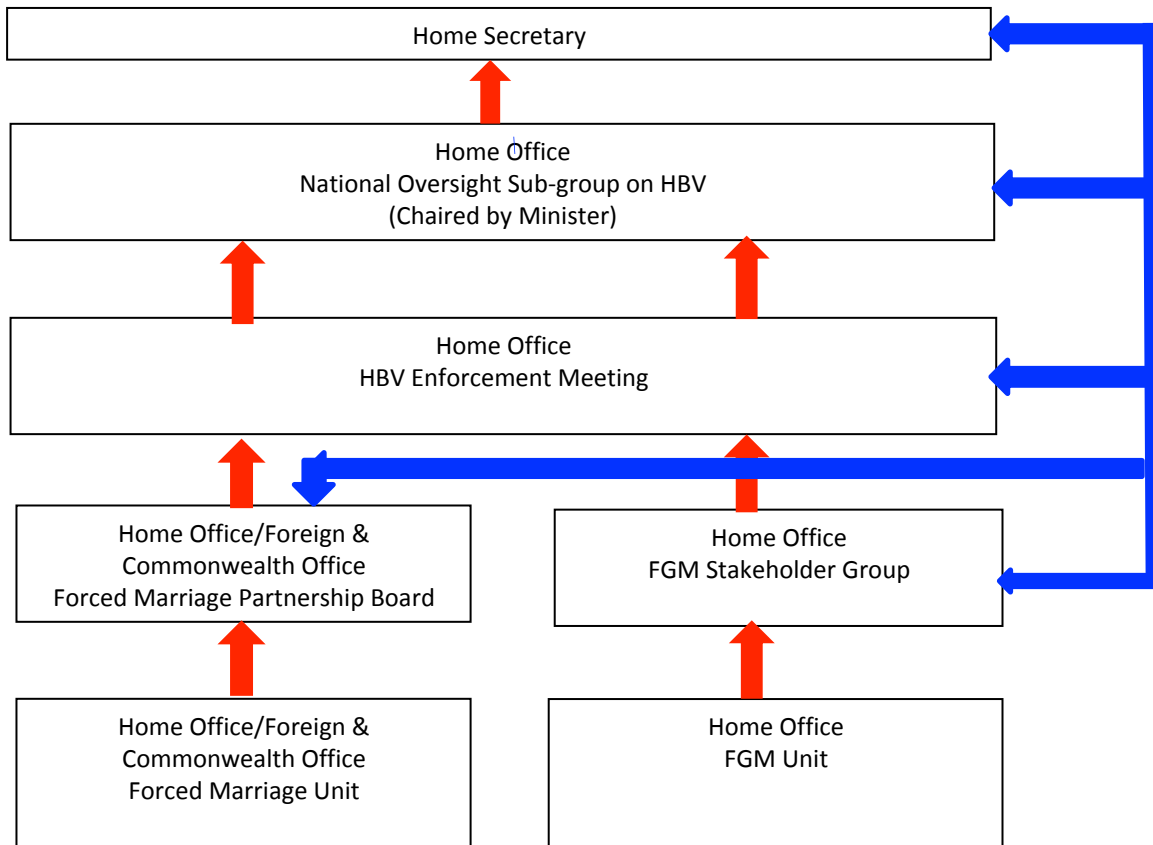 Home Secretary
Home Office
National Oversight Sub-group on HBV
(Chaired by Minister)
Home Office
HBV Enforcement Meeting
Home Office/Foreign &
Commonwealth Office
Forced Marriage Partnership Board
Home Office
FGM Stakeholder Group
Home Office/Foreign &
Commonwealth Office
Forced Marriage Unit
Home Office
FGM Unit